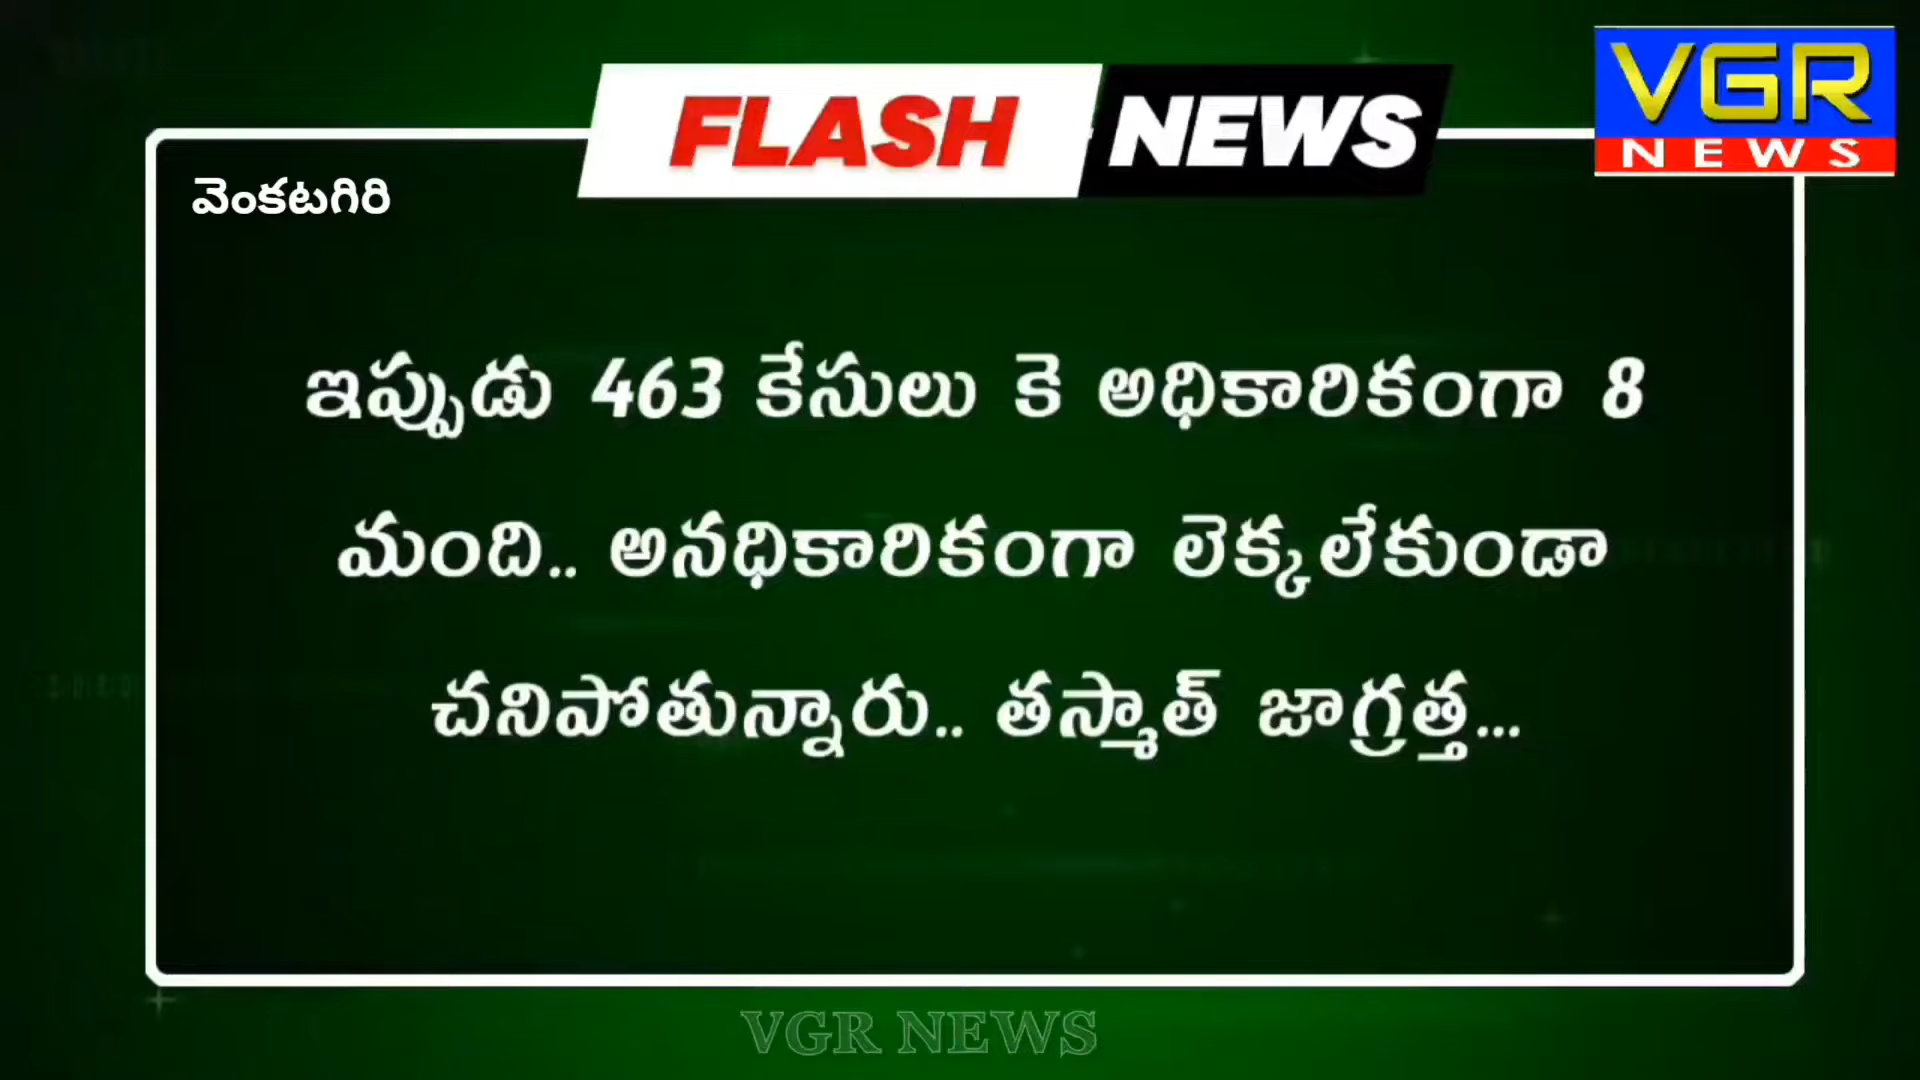 VGR
NEWS
FLASH NEWS
వెంకటగిరి
ఇప్పుడు 463 కేసులు కె అధికారికంగా 8
మంది.. అనధికారికంగా లెక్కలేకుండా
చనిపోతున్నారు.. తస్మాత్ జాగ్రత్త...
VGR NEWS